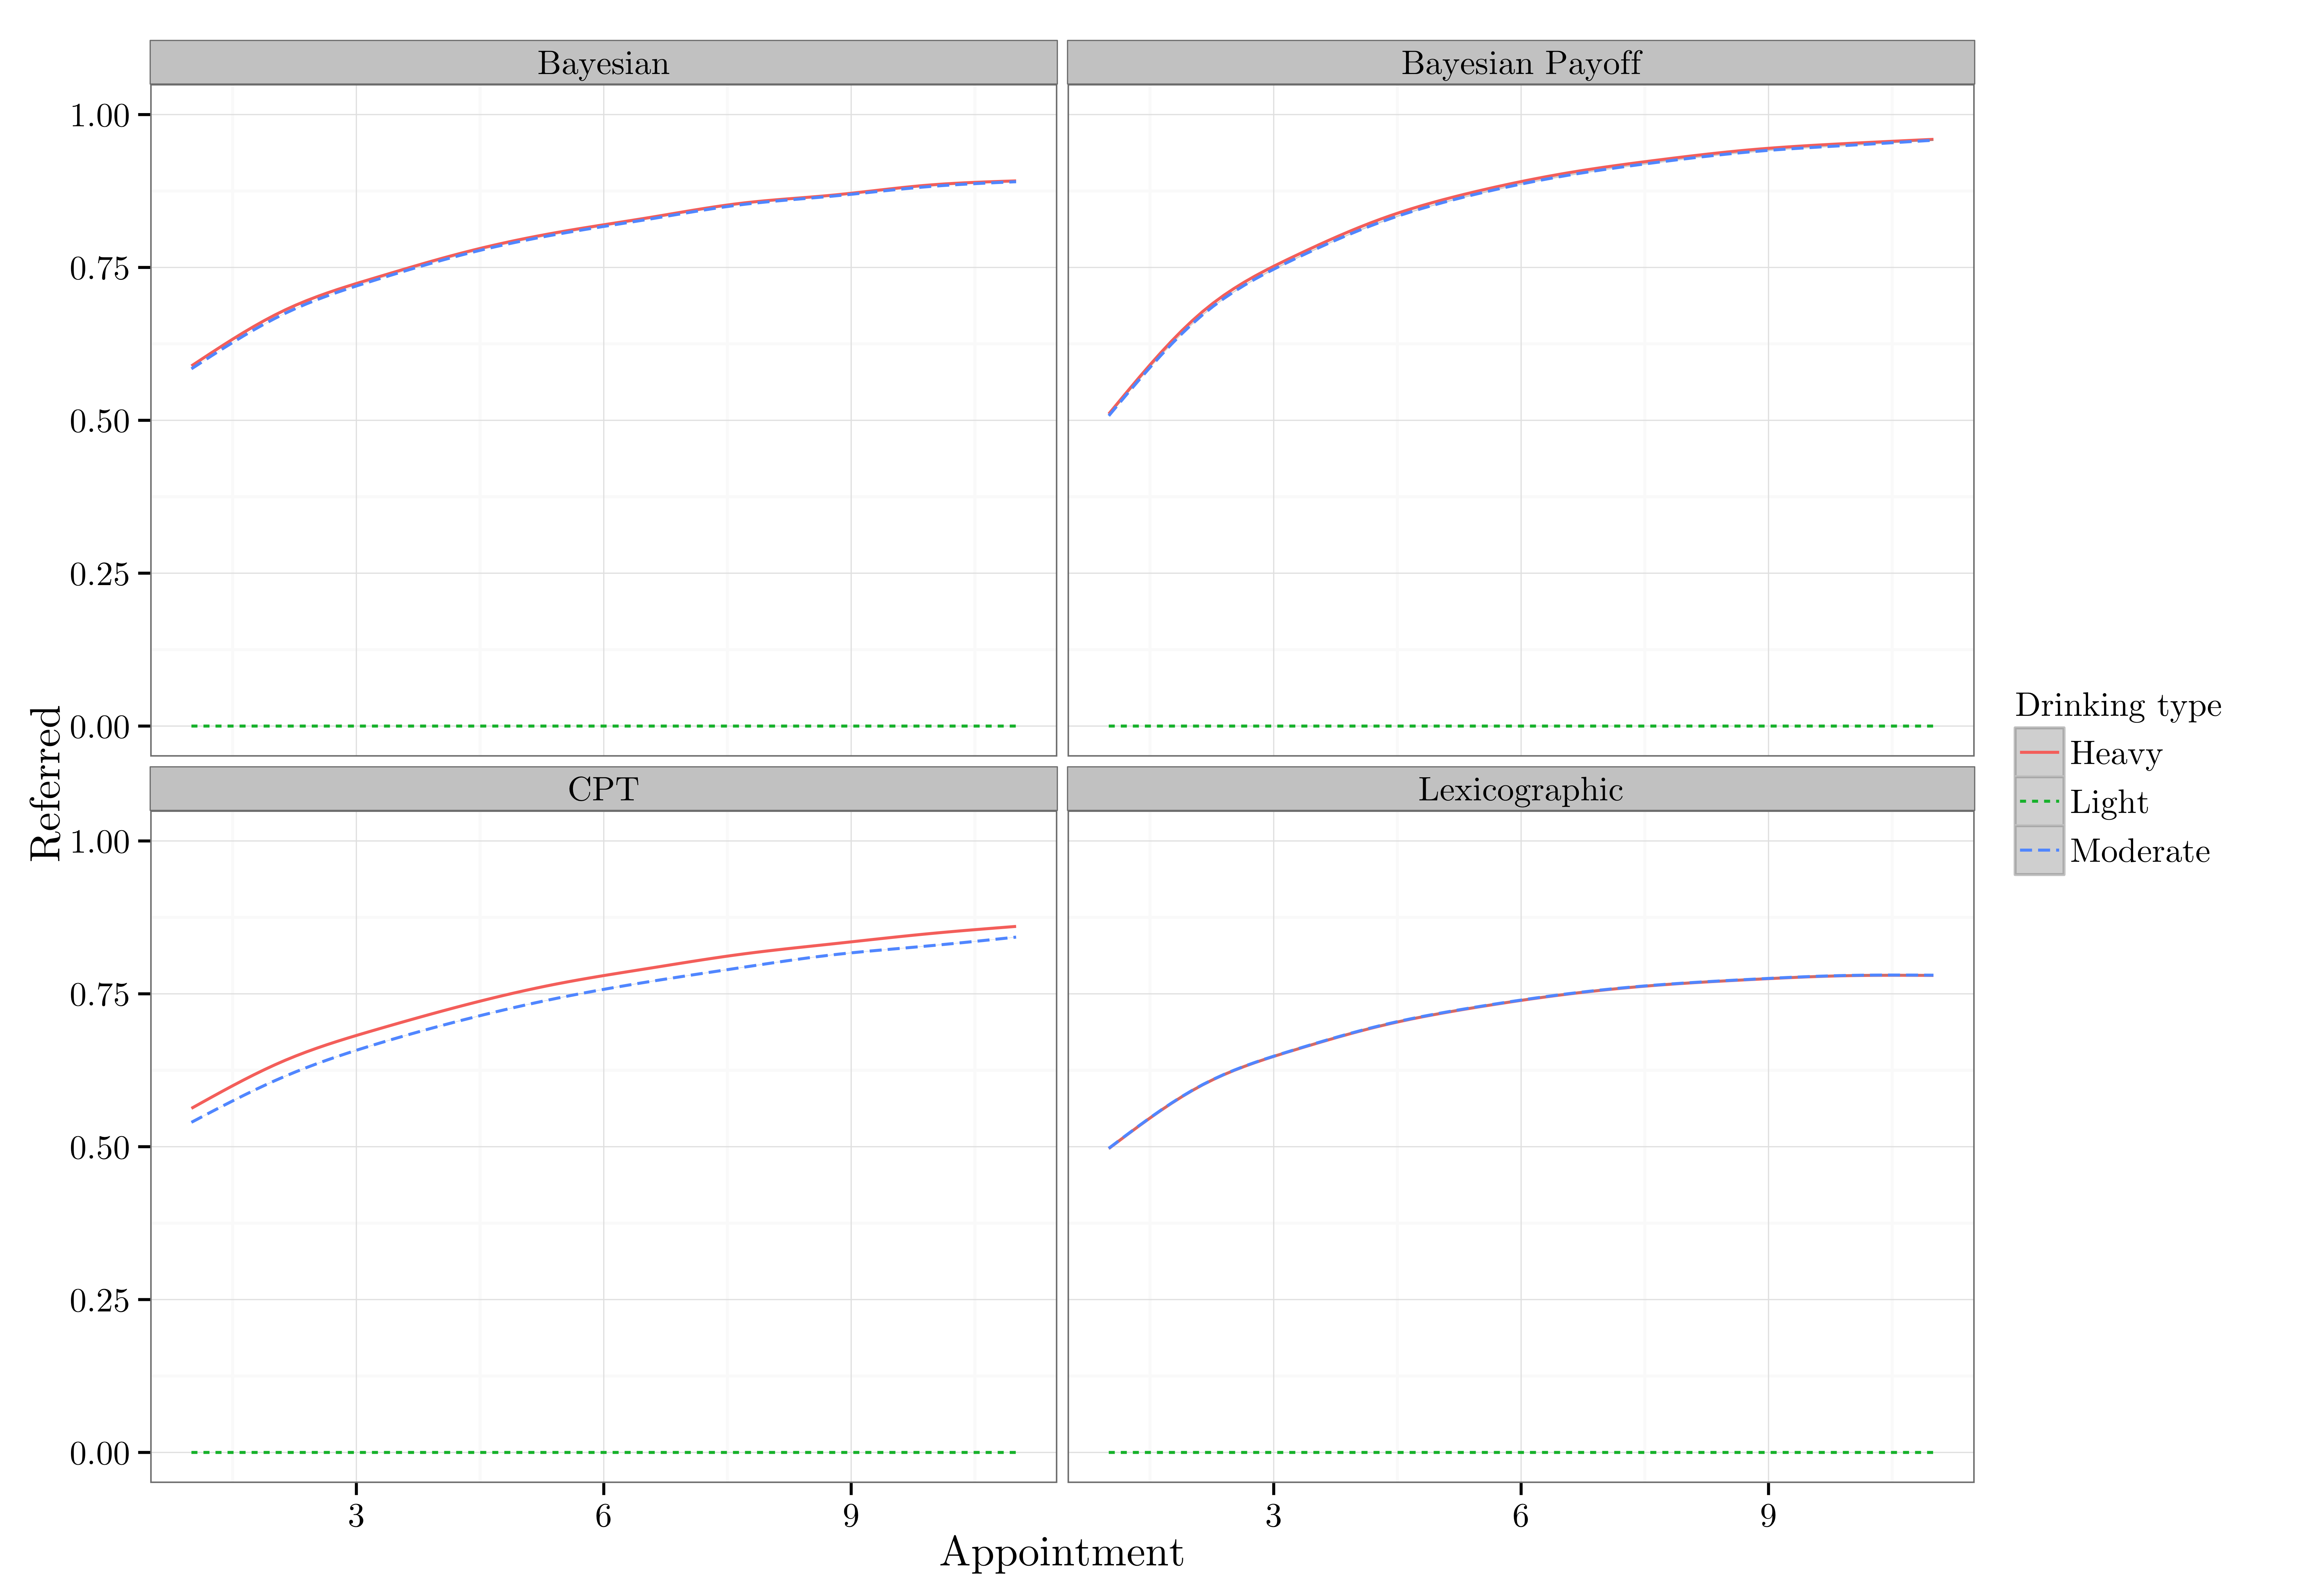 Bayesian
Bayesian Payoff
1.00
0.75
0.50
0.25
0.00
CPT
Lexicographic
1.00
0.75
0.50
0.25
0.00
3
6
9
3
6
9
Appointment
Referred
Drinking type
Heavy
Light
Moderate